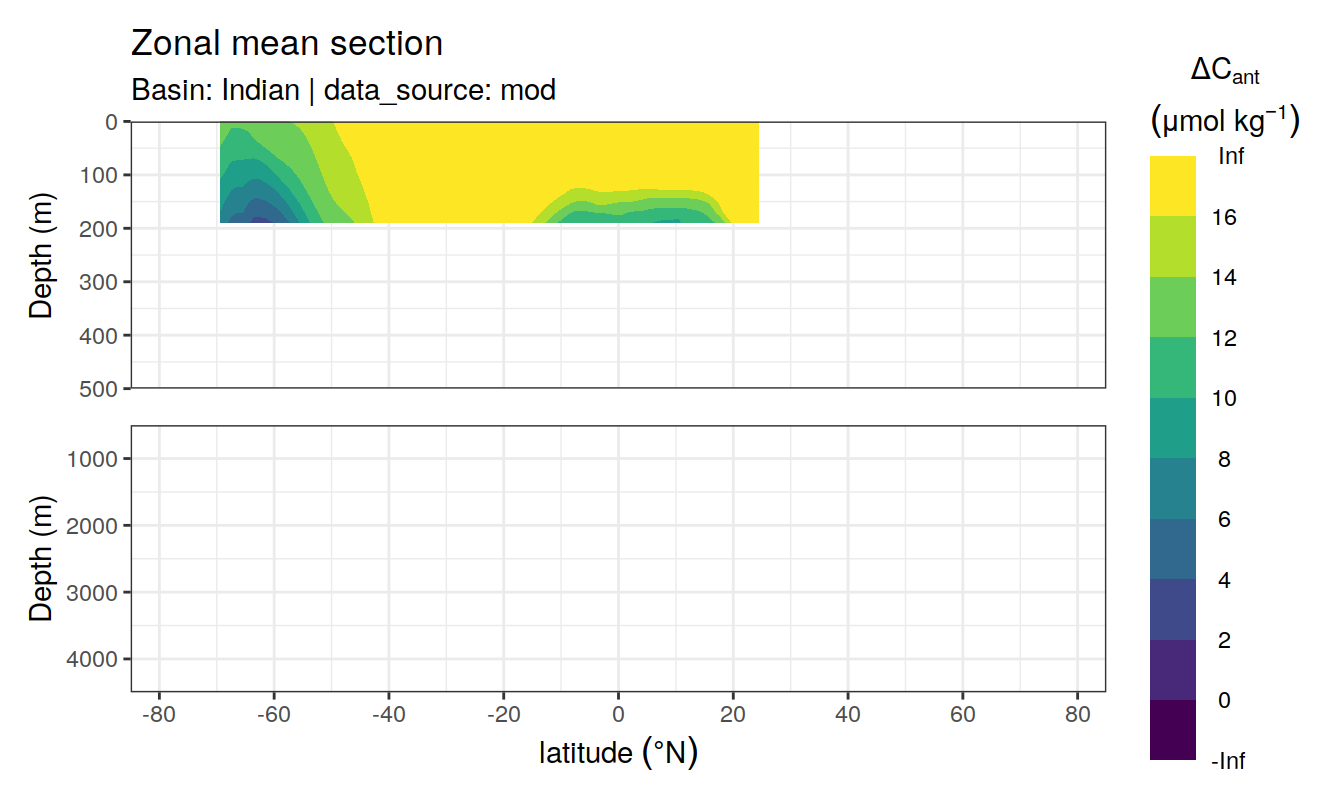 Zonal mean section
Basin: Indian | data_source: mod
Depth (m)
0
100
200
300
400
500
Depth (m)
1000
2000
3000
4000
-80 -60 -40 -20 0 20 40 60 80
latitude (°N)
ΔC_ant
(μmol kg⁻¹)
Inf
16
14
12
10
8
6
4
2
0
-Inf